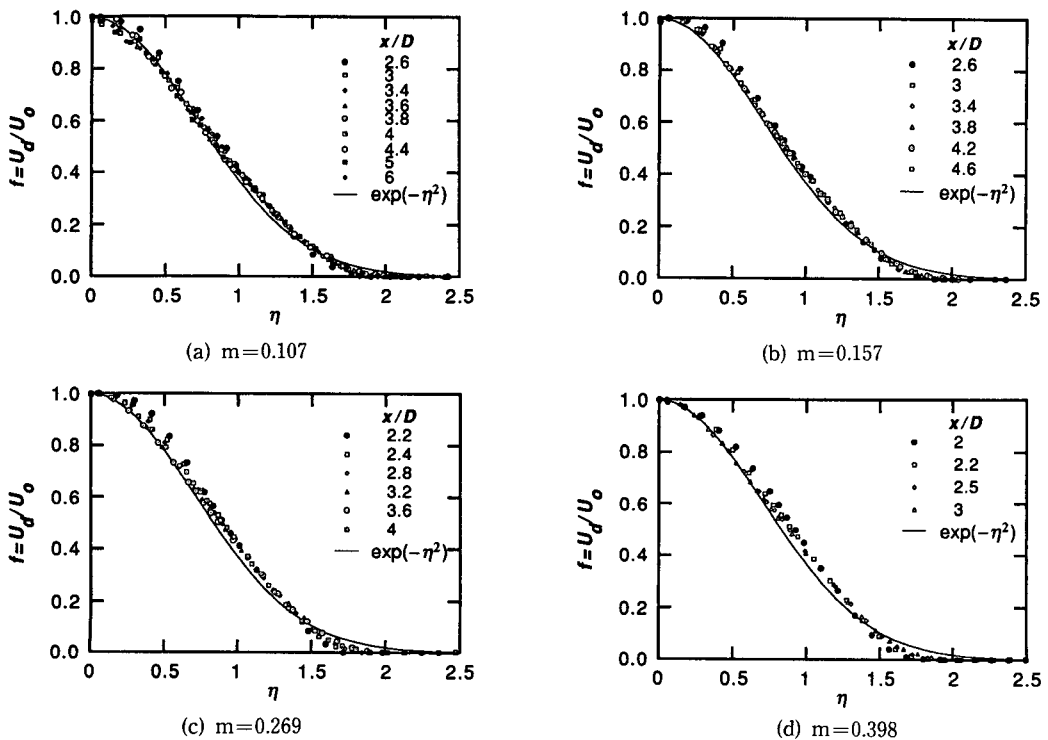 1.0
0.8
0.6
0.4
0.2
0.0
f=U_d/U_o
0 0.5 1 1.5 2 2.5
η
x/D
2.6
3
3.4
3.6
3.8
4
4.4
5
6
exp(−η²)
(a) m=0.107
1.0
0.8
0.6
0.4
0.2
0.0
f=U_d/U_o
0 0.5 1 1.5 2 2.5
η
x/D
2.6
3
3.4
3.8
4.2
4.6
exp(−η²)
(b) m=0.157
1.0
0.8
0.6
0.4
0.2
0.0
f=U_d/U_o
0 0.5 1 1.5 2 2.5
η
x/D
2.2
2.4
2.8
3.2
3.6
4
exp(−η²)
(c) m=0.269
1.0
0.8
0.6
0.4
0.2
0.0
f=U_d/U_o
0 0.5 1 1.5 2 2.5
η
x/D
2
2.2
2.5
3
exp(−η²)
(d) m=0.398